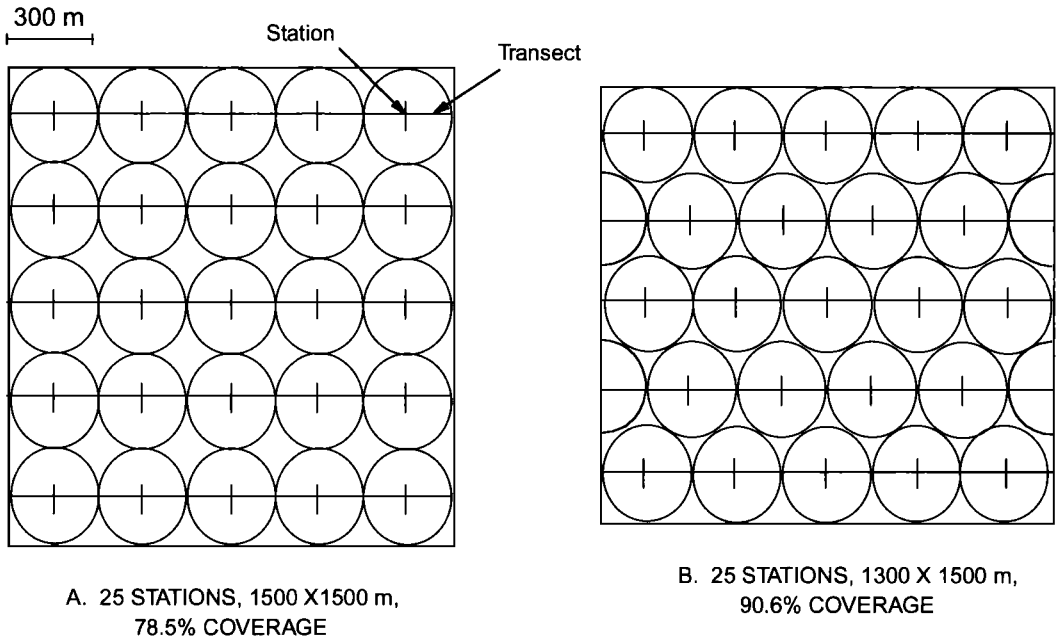 300 m
Station
Transect
A. 25 STATIONS, 1500 X1500 m,
78.5% COVERAGE
B. 25 STATIONS, 1300 X 1500 m,
90.6% COVERAGE